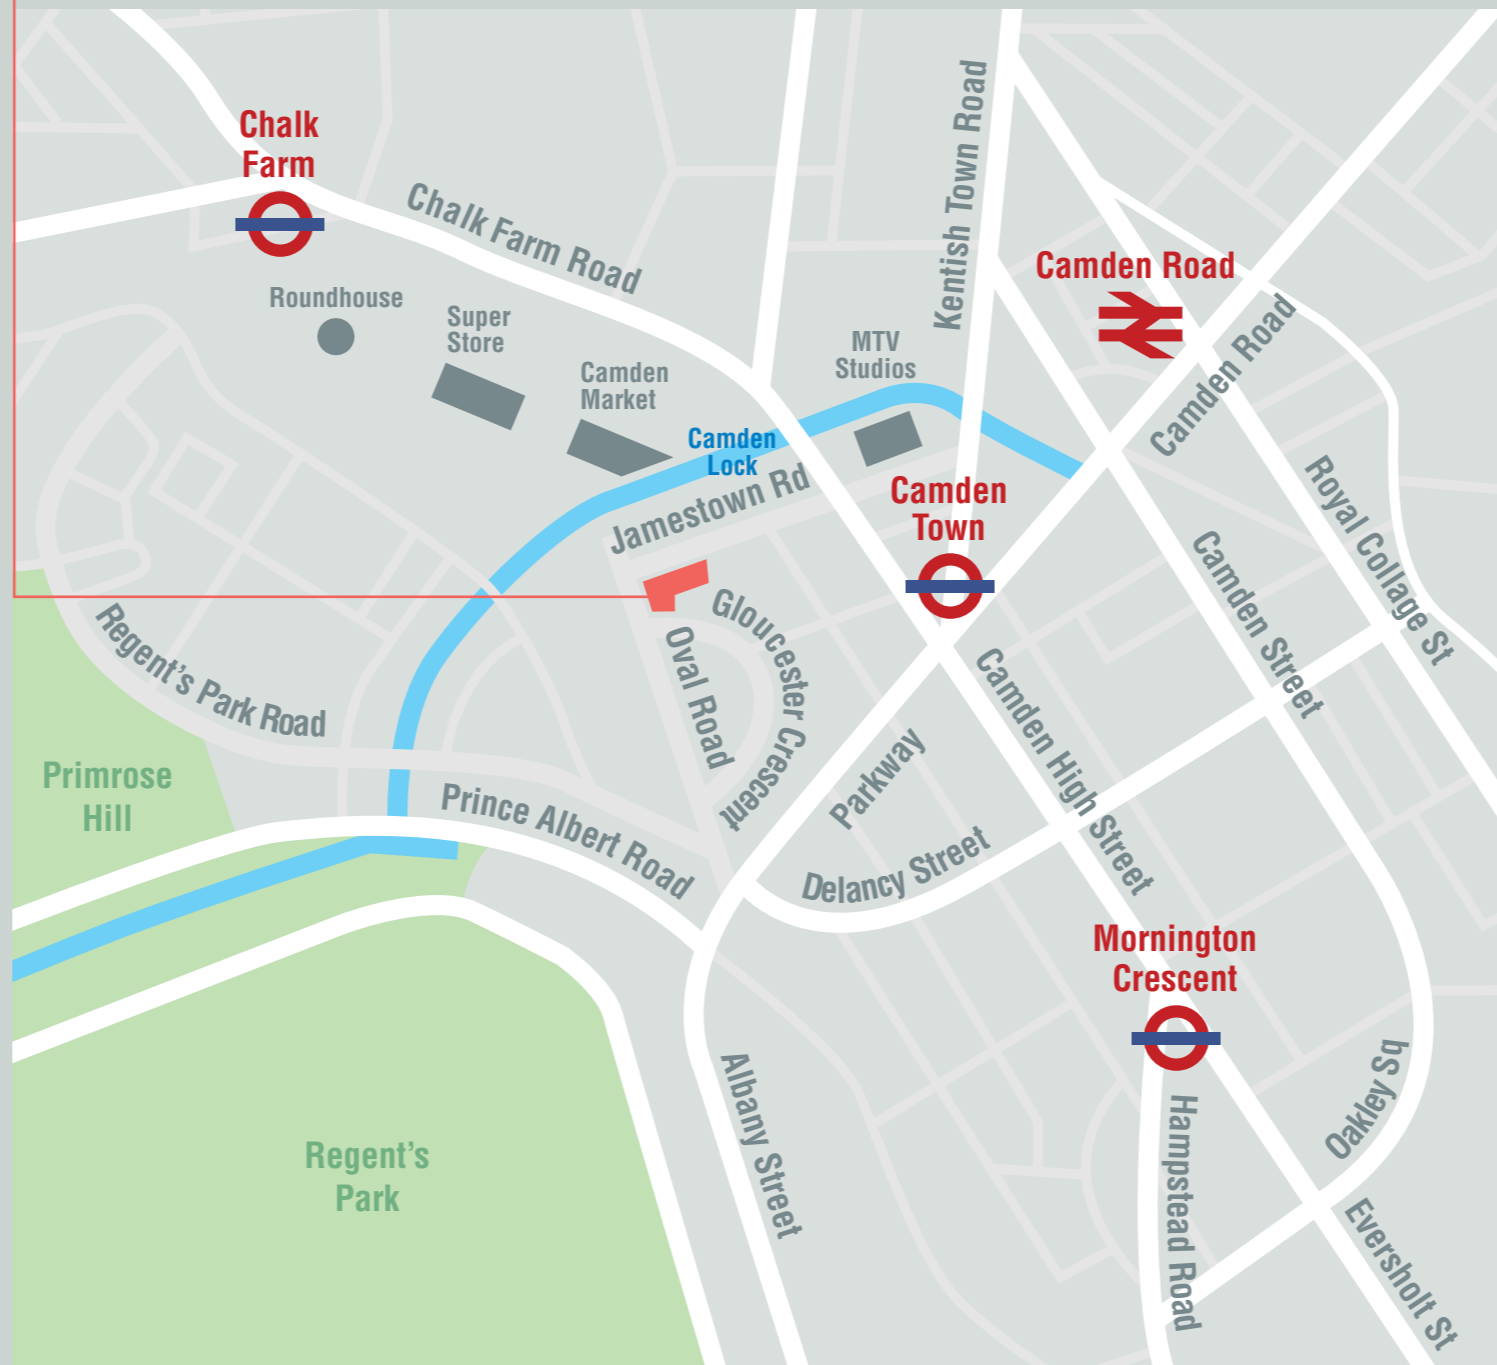 Chalk
Farm
Chalk Farm Road
Kentish Town Road
Camden Road
Roundhouse
Super
Store
Camden
Market
MTV
Studios
Camden Road
Camden
Lock
Jamestown Rd
Camden
Town
Royal Collage St
Camden Street
Gloucester Crescent
Oval Road
Regent's Park Road
Camden High Street
Primrose
Hill
Parkway
Prince Albert Road
Delancy Street
Mornington
Crescent
Albany Street
Oakley Sq
Hampstead Road
Regent's
Park
Eversholt St